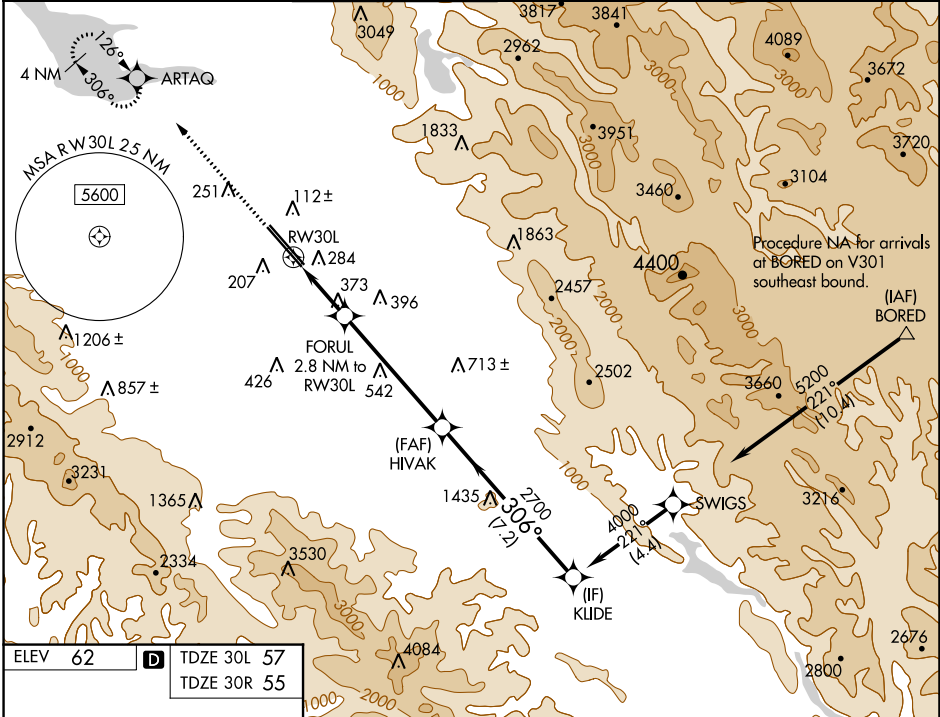 3049
3817
3841
2962
4089
3672
126°
4 NM
306°
ARTAQ
1000
3000
3000
3951
3000
1833
3720
MSA RW30L 25 NM
5600
251
112±
3460
3104
RW30L
284
207
1863
Procedure NA for arrivals
at BORED on V301
southeast bound.
4400
373
396
2457
(IAF)
BORED
1206±
1000
FORUL
2.8 NM to
RW30L
426
542
713±
2000
2502
3000
3660
5200
221°
(10.4)
857±
2912
(FAF)
HIVAK
3231
1365
1435
2700
306°
(7.2)
1000
4000
221°
(4.4)
SWIGS
3216
2334
3530
(IF)
KLIDE
3000
4084
2676
2800
ELEV 62
D
TDZE 30L 57
TDZE 30R 55
1000
2000